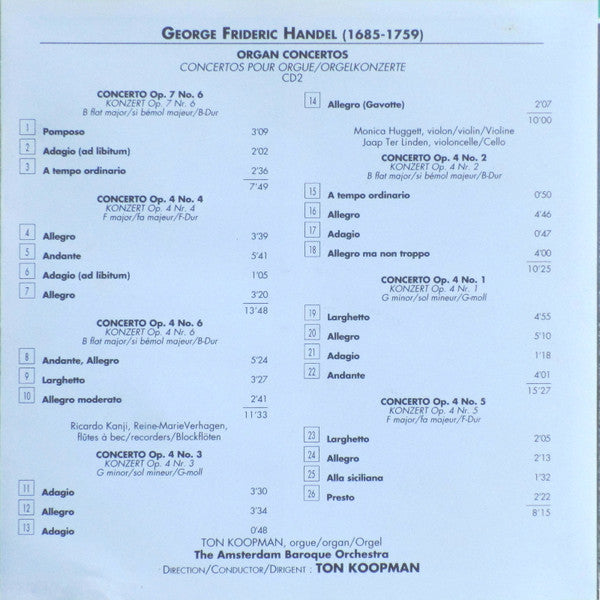 GEORGE FRIDERIC HANDEL (1685-1759)
ORGAN CONCERTOS
CONCERTOS POUR ORGUE/ORGELKONZERTE
CD2
CONCERTO Op. 7 No. 6
KONZERT Op. 7 Nr. 6
B flat major/si bémol majeur/B-Dur
1 Pomposo 3'09
2 Adagio (ad libitum) 2'02
3 A tempo ordinario 2'36
7'49
CONCERTO Op. 4 No. 4
KONZERT Op. 4 Nr. 4
F major/fa majeur/F-Dur
4 Allegro 3'39
5 Andante 5'41
6 Adagio (ad libitum) 1'05
7 Allegro 3'20
13'48
CONCERTO Op. 4 No. 6
KONZERT Op. 4 Nr. 6
B flat major/si bémol majeur/B-Dur
8 Andante, Allegro 5'24
9 Larghetto 3'27
10 Allegro moderato 2'41
11'33
Ricardo Kanji, Reine-MarieVerhagen,
flûtes à bec/recorders/Blockflöten
CONCERTO Op. 4 No. 3
KONZERT Op. 4 Nr. 3
G minor/sol mineur/G-moll
11 Adagio 3'30
12 Allegro 3'34
13 Adagio 0'48
14 Allegro (Gavotte) 2'07
10'00
Monica Huggett, violon/violin/Violine
Jaap Ter Linden, violoncelle/Cello
CONCERTO Op. 4 No. 2
KONZERT Op. 4 Nr. 2
B flat major/si bémol majeur/B-Dur
15 A tempo ordinario 0'50
16 Allegro 4'46
17 Adagio 0'47
18 Allegro ma non troppo 4'00
10'25
CONCERTO Op. 4 No. 1
KONZERT Op. 4 Nr. 1
G minor/sol mineur/G-moll
19 Larghetto 4'55
20 Allegro 5'10
21 Adagio 1'18
22 Andante 4'01
15'27
CONCERTO Op. 4 No. 5
KONZERT Op. 4 Nr. 5
F major/fa majeur/F-Dur
23 Larghetto 2'05
24 Allegro 2'13
25 Alla siciliana 1'32
26 Presto 2'22
8'15
TON KOOPMAN, orgue/organ/Orgel
The Amsterdam Baroque Orchestra
DIRECTION/CONDUCTOR/DIRIGENT : TON KOOPMAN